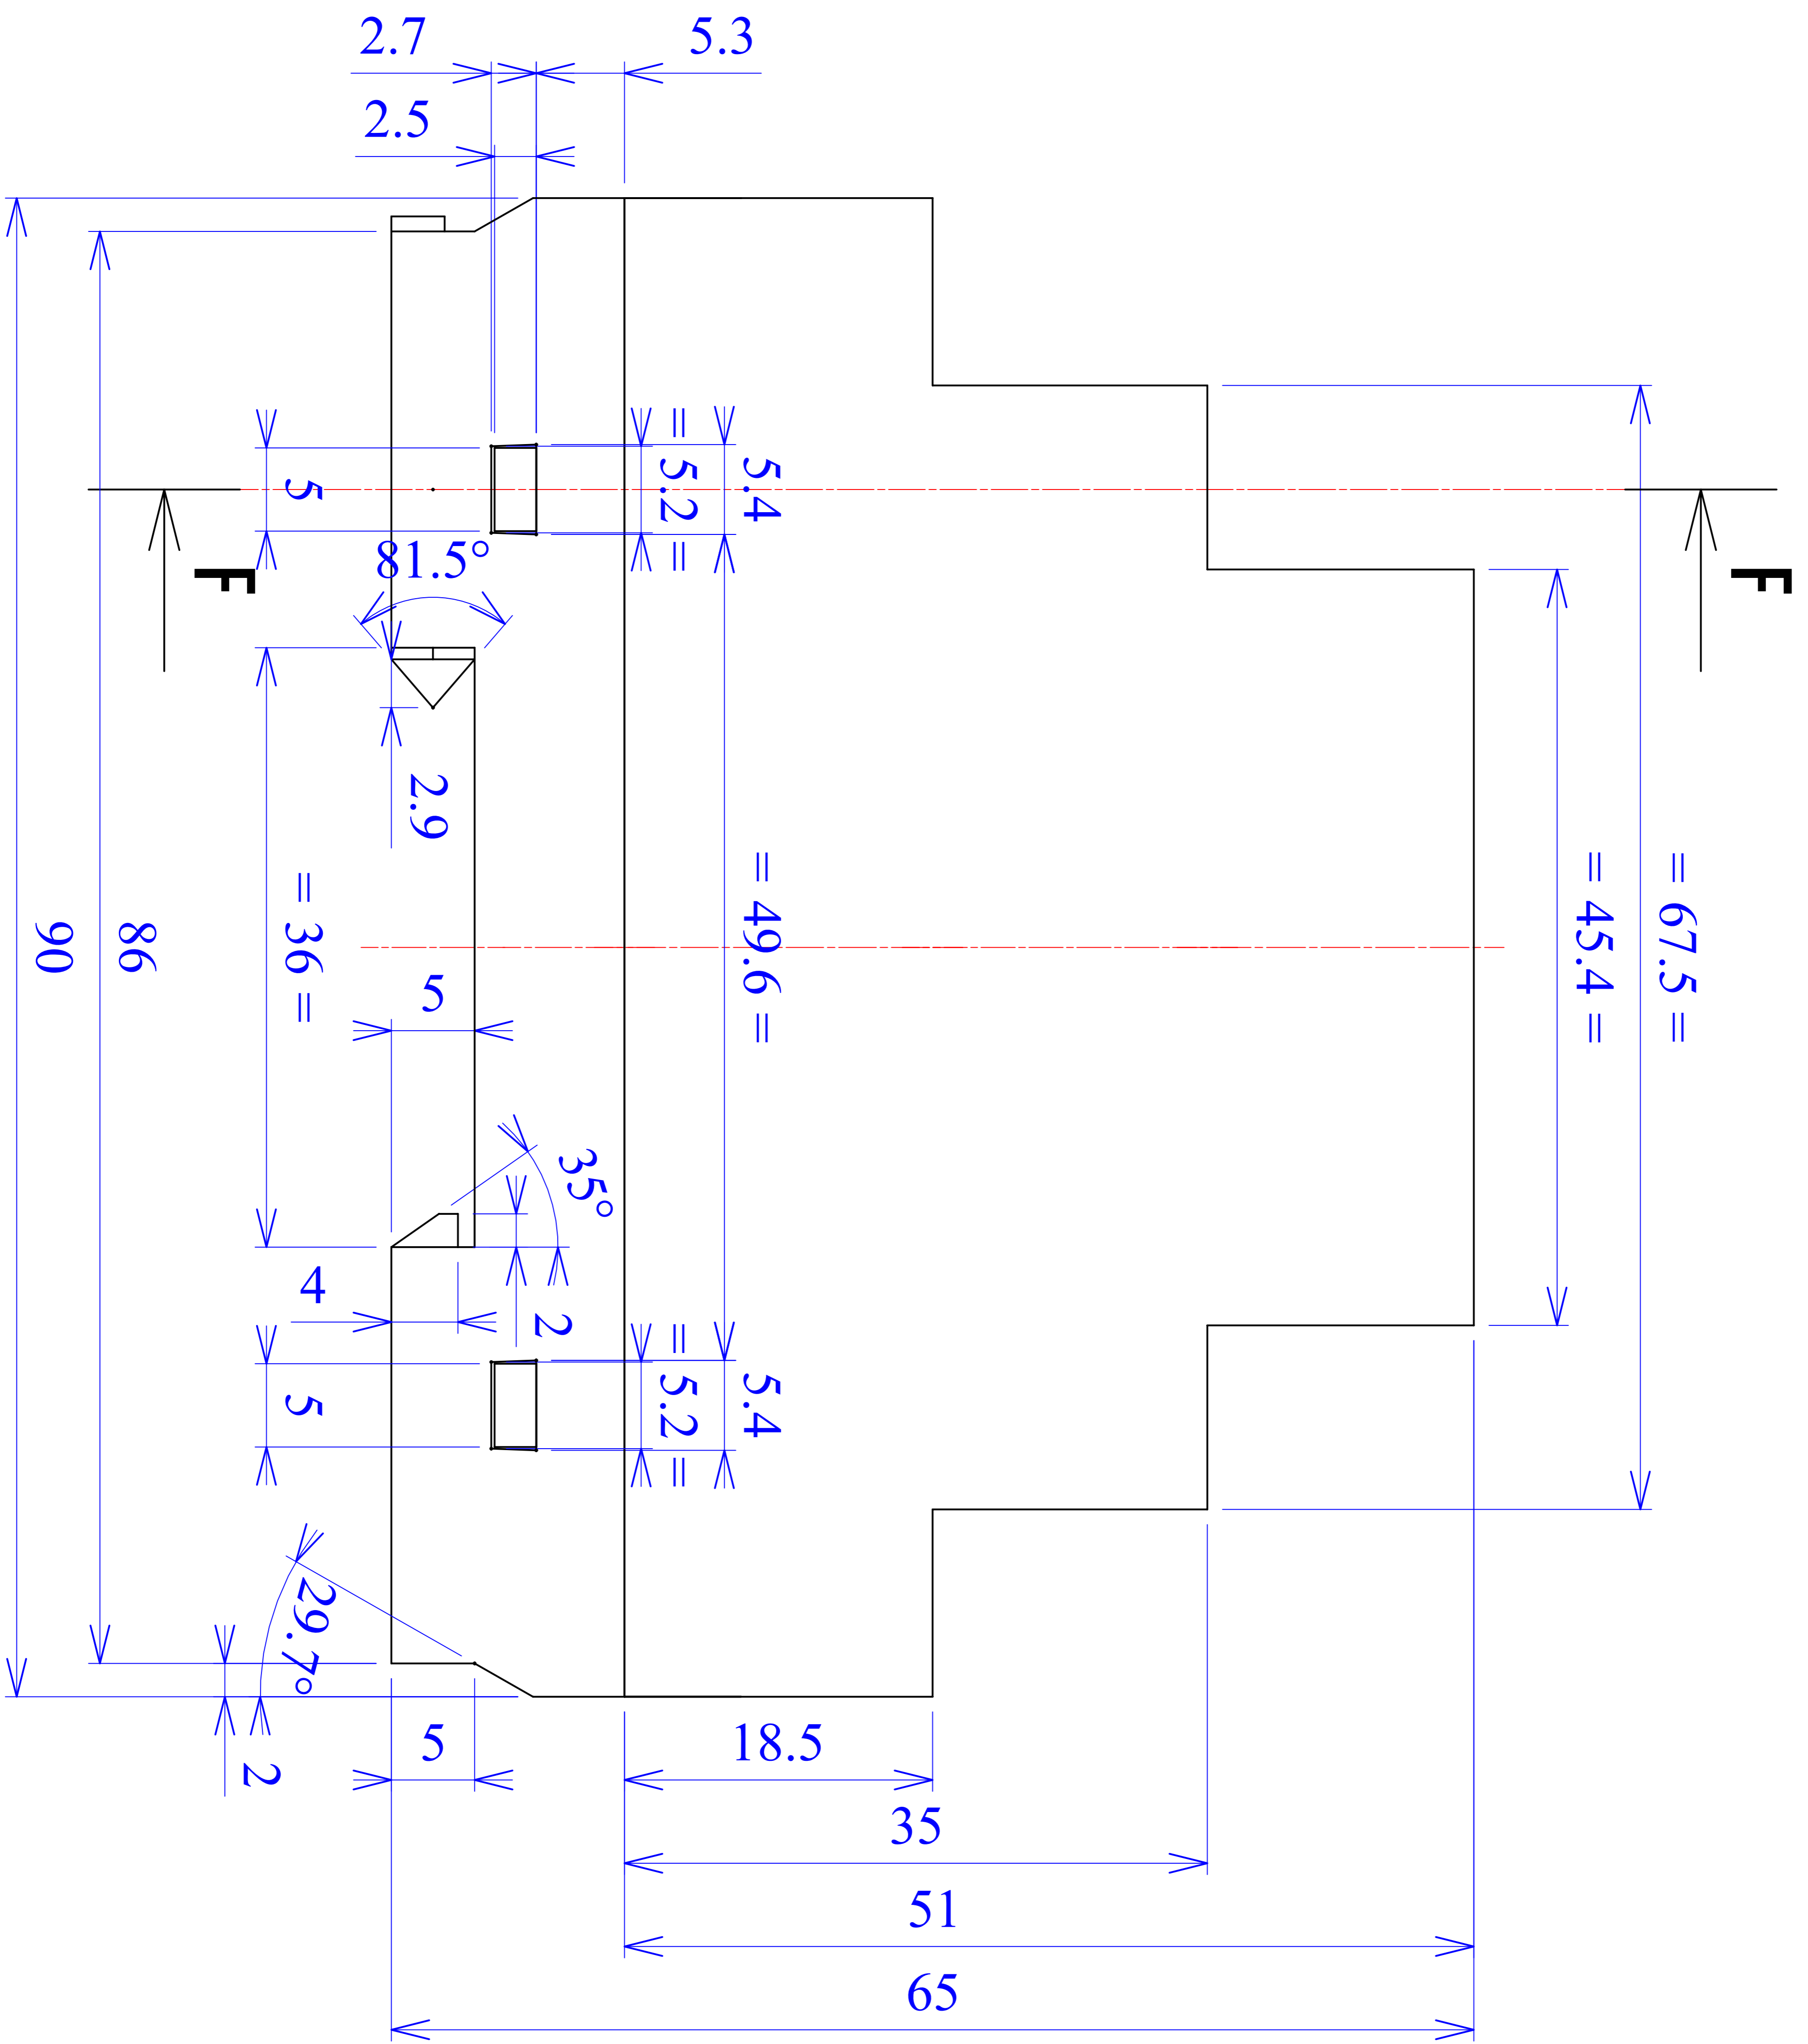 2.7
5.3
2.5
5
= 5.2 =
5.4
81.5°
F
F
2.9
90
86
= 36 =
5
= 49.6 =
= 45.4 =
= 67.5 =
35°
4
2
5
= 5.2 =
5.4
29.7°
2
5
18.5
35
51
65